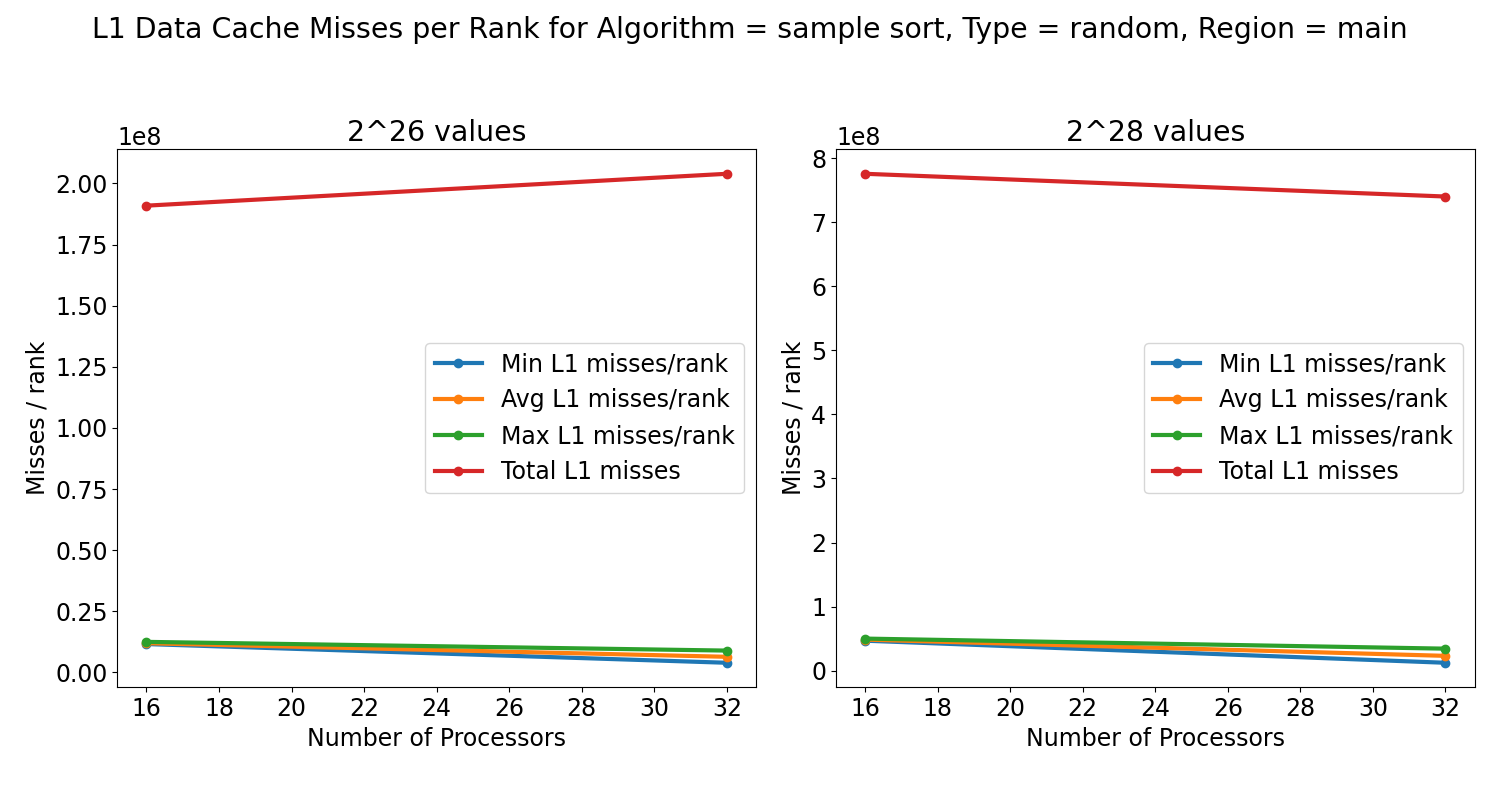 L1 Data Cache Misses per Rank for Algorithm = sample sort, Type = random, Region = main
2^26 values
1e8
2.00
1.75
1.50
1.25
1.00
0.75
0.50
0.25
0.00
Misses / rank
Min L1 misses/rank
Avg L1 misses/rank
Max L1 misses/rank
Total L1 misses
16 18 20 22 24 26 28 30 32
Number of Processors
2^28 values
1e8
8
7
6
5
4
3
2
1
0
Misses / rank
Min L1 misses/rank
Avg L1 misses/rank
Max L1 misses/rank
Total L1 misses
16 18 20 22 24 26 28 30 32
Number of Processors